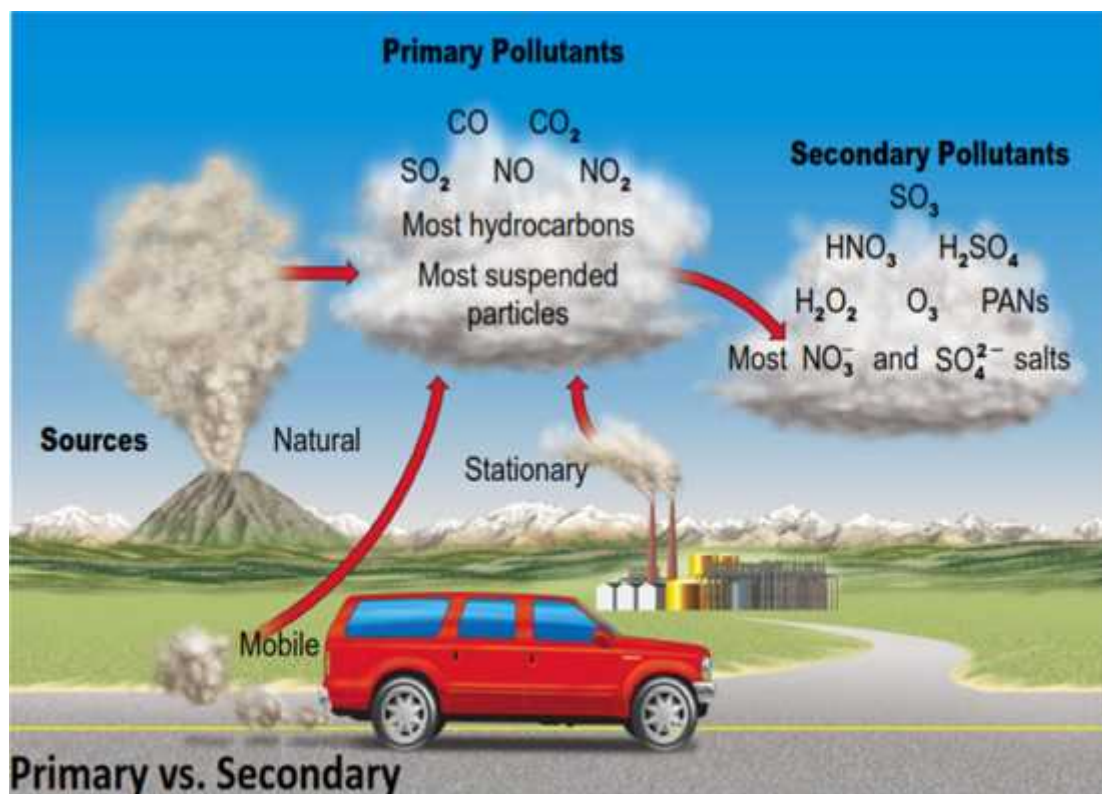 Primary Pollutants
CO CO₂
SO₂ NO NO₂
Most hydrocarbons
Most suspended
particles
Secondary Pollutants
SO₃
HNO₃ H₂SO₄
H₂O₂ O₃ PANs
Most NO₃⁻ and SO₄²⁻ salts
Sources Natural
Stationary
Mobile
Primary vs. Secondary